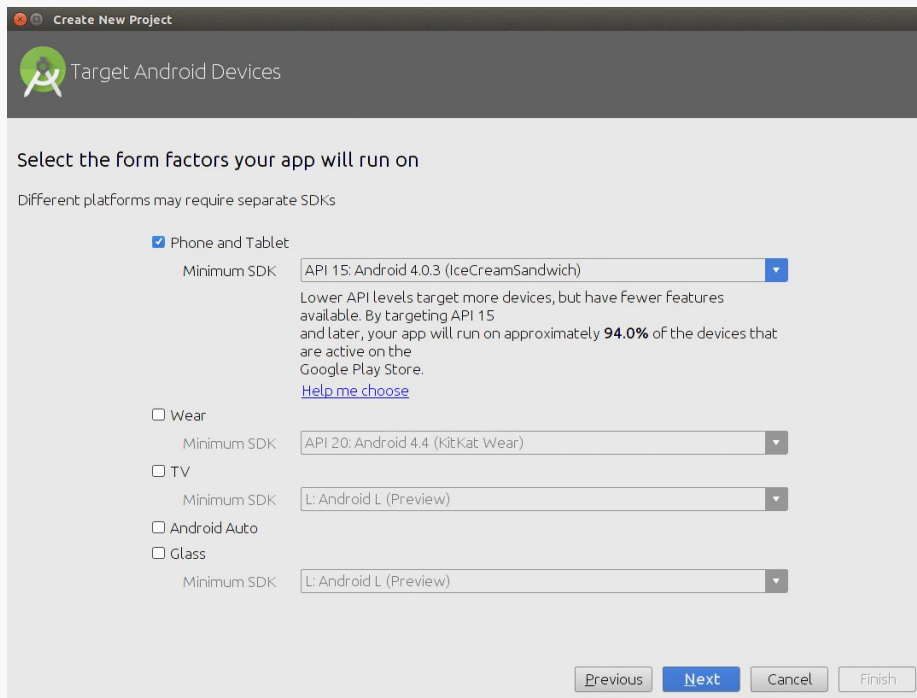 Create New Project
Target Android Devices
Select the form factors your app will run on
Different platforms may require separate SDKs
Phone and Tablet
Minimum SDK API 15: Android 4.0.3 (IceCreamSandwich)
Lower API levels target more devices, but have fewer features
available. By targeting API 15
and later, your app will run on approximately 94.0% of the devices that
are active on the
Google Play Store.
Help me choose
Wear
Minimum SDK API 20: Android 4.4 (KitKat Wear)
TV
Minimum SDK L: Android L (Preview)
Android Auto
Glass
Minimum SDK L: Android L (Preview)
Previous Next Cancel Finish